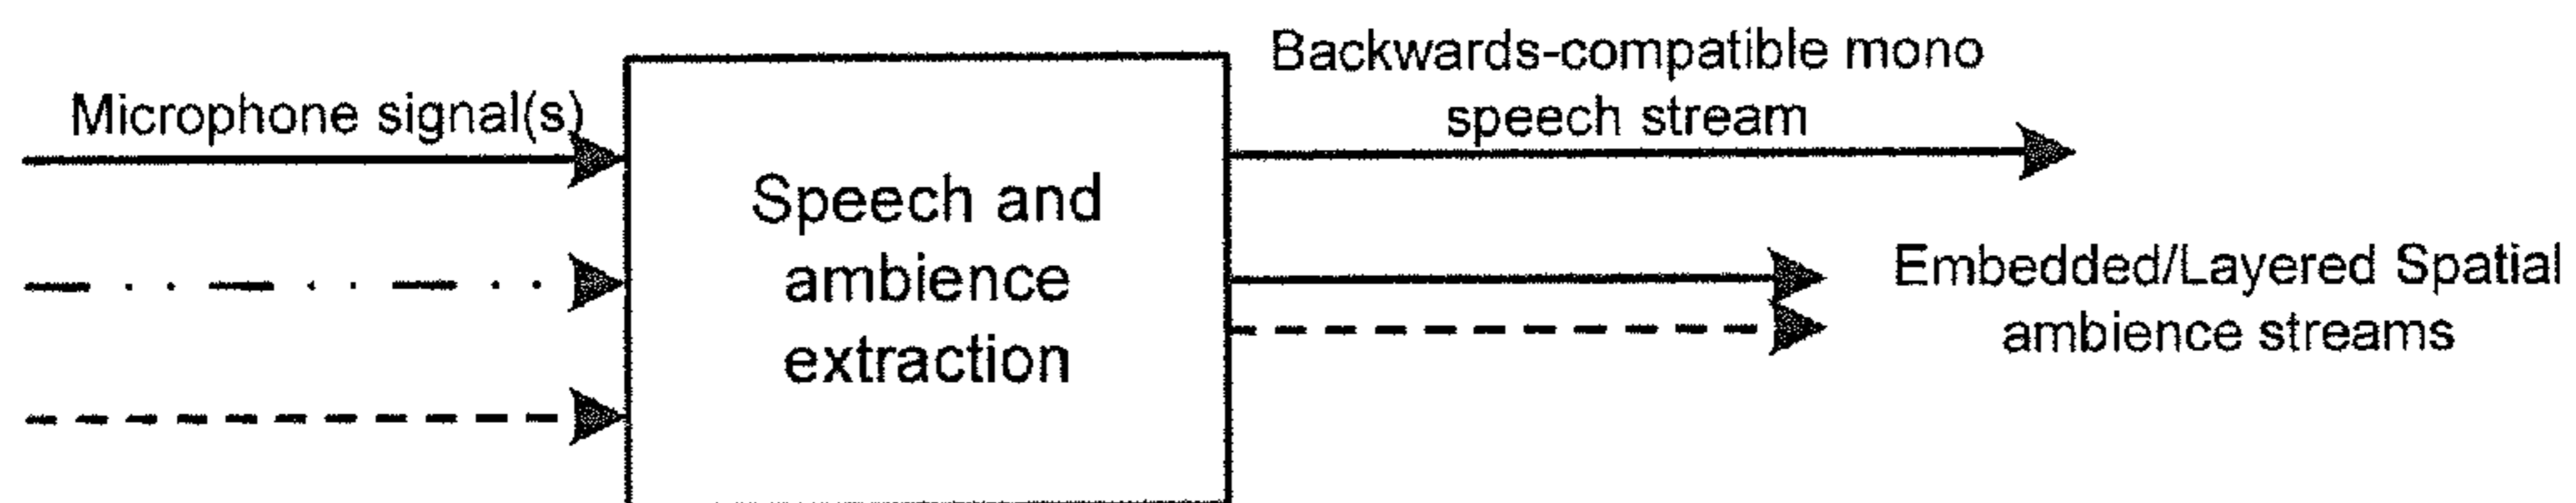 Microphone signal(s)
Speech and
ambience
extraction
Backwards-compatible mono
speech stream
Embedded/Layered Spatial
ambience streams